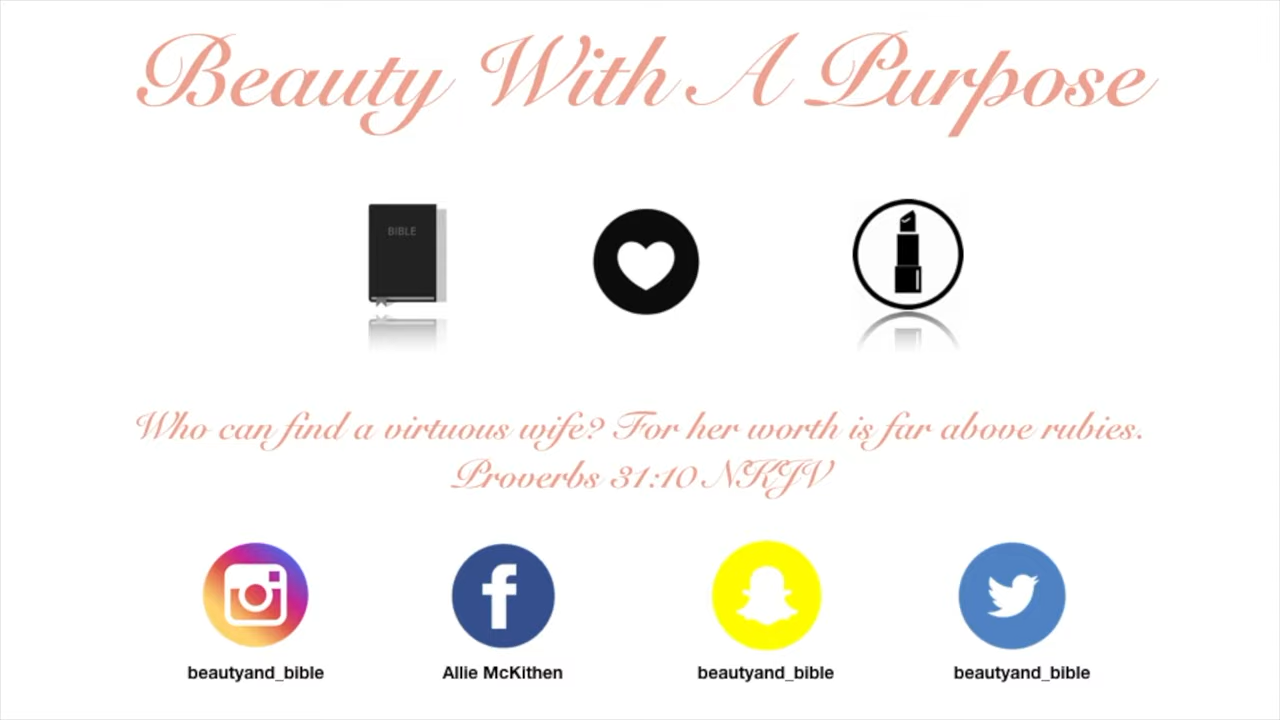 Beauty With A Purpose
BIBLE
Who can find a virtuous wife? For her worth is far above rubies.
Proverbs 31:10 NKJV
beautyand_bible
Allie McKithen
beautyand_bible
beautyand_bible